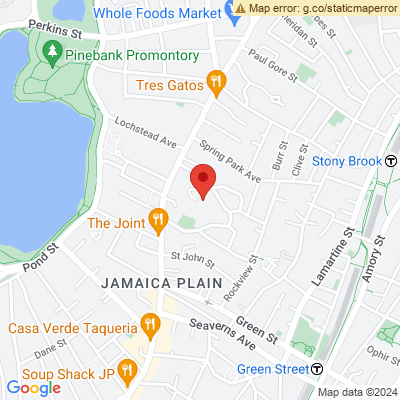 Map error: g.co/staticmaperror
Whole Foods Market
Perkins St
Sheridan St
Pinebank Promontory
Paul Gore St
Tres Gatos
Lochstead Ave
Spring Park Ave
Burr St
Clive St
Stony Brook
The Joint
Pond St
St John St
Lamartine St
Amory St
JAMAICA PLAIN
Rockview St
Green St
Casa Verde Taqueria
Seaverns Ave
Dane St
Ophir St
Soup Shack JP
Green Street
Google
Map data ©2024